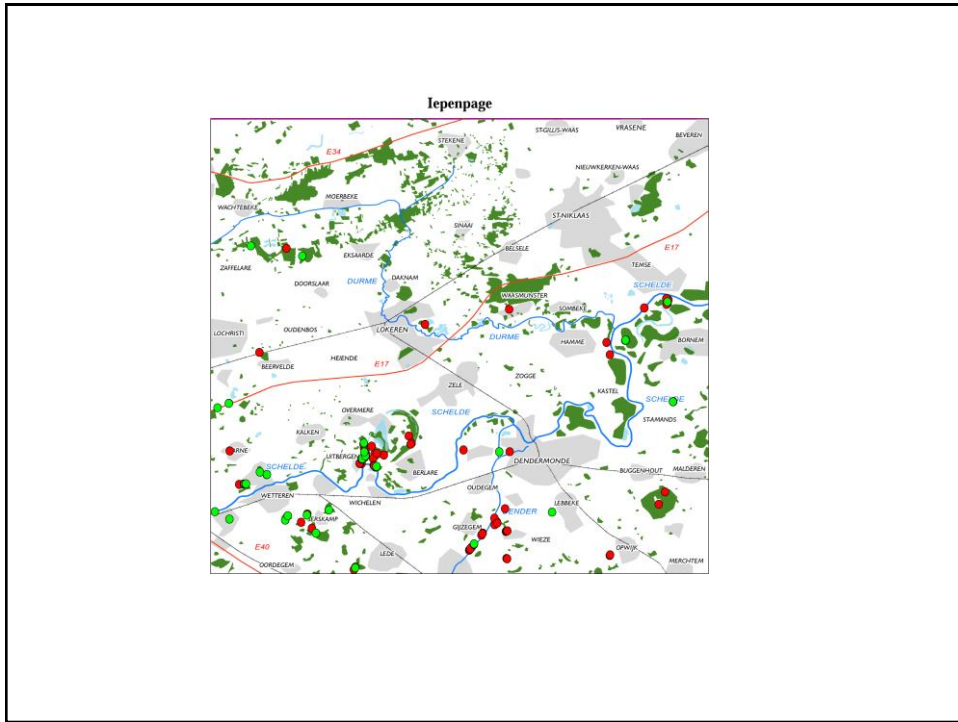 Iepenpage
ST-GILLIS-WAAS
VRASENE
BEVEREN
STEKENE
E34
NIEUWKERKEN-WAAS
MOERBEKE
WACHTEBEKE
ST-NIKLAAS
SINAAI
BELSELE
E17
EKSAARDE
ZAFFELARE
TEMSE
DAKNAM
DURME
DOORSLAAR
SCHELDE
WAASMUNSTER
SOMBEKE
LOCHRISTI
OUDENBOS
LOKEREN
DURME
HAMME
BORNEM
HEIENDE
E17
BEERVELDE
ZOGGE
ZELE
KASTEL
OVERMERE
SCHELDE
ST-AMANDS
KALKEN
UITBERGEN
DENDERMONDE
SCHELDE
BERLARE
BUGGENHOUT
MALDEREN
OUDEGEM
WETTEREN
WICHELEN
LEBBEKE
GIJZEGEM
WIEZE
E40
LEDE
OPWIJK
OORDEGEM
MERCHTEM